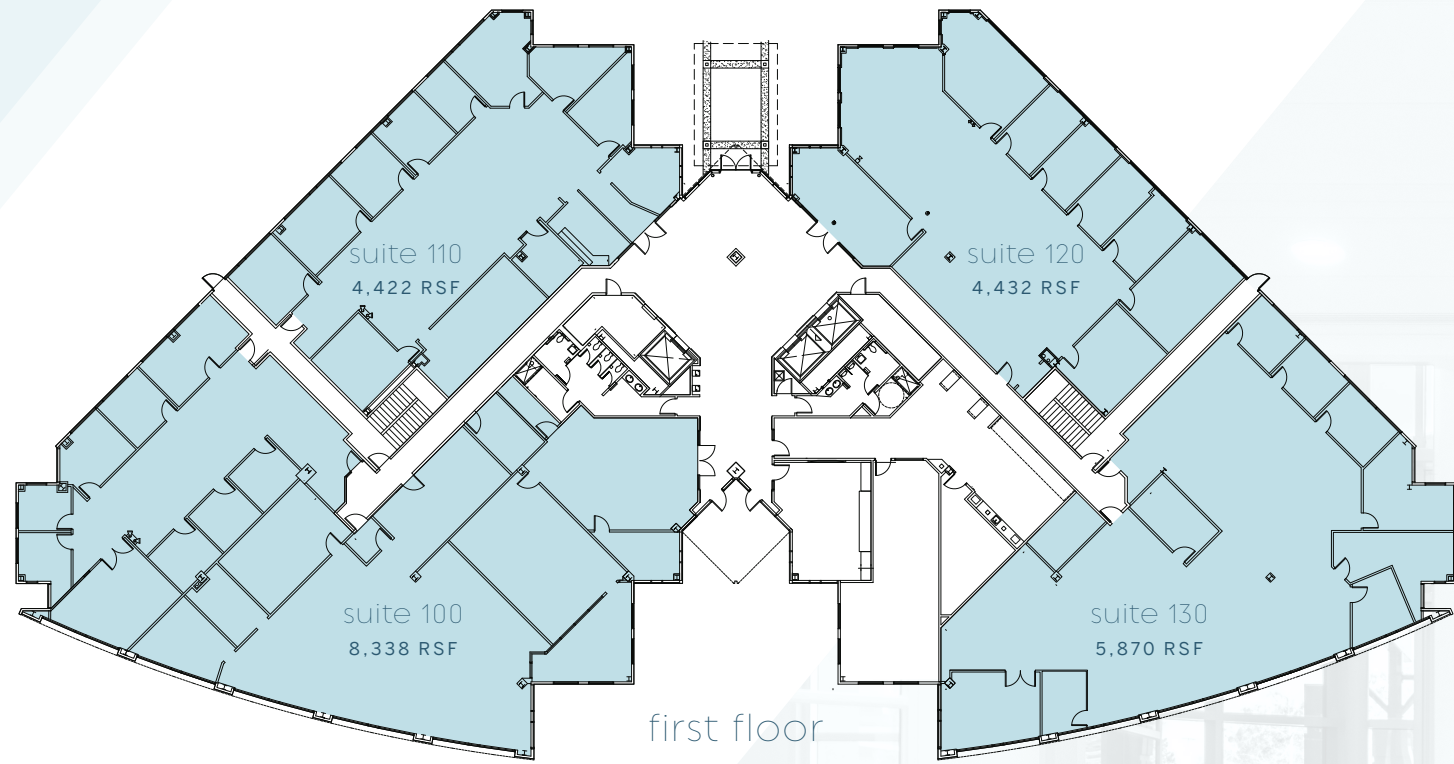 suite 110
4,422 RSF
suite 120
4,432 RSF
suite 100
8,338 RSF
suite 130
5,870 RSF
first floor